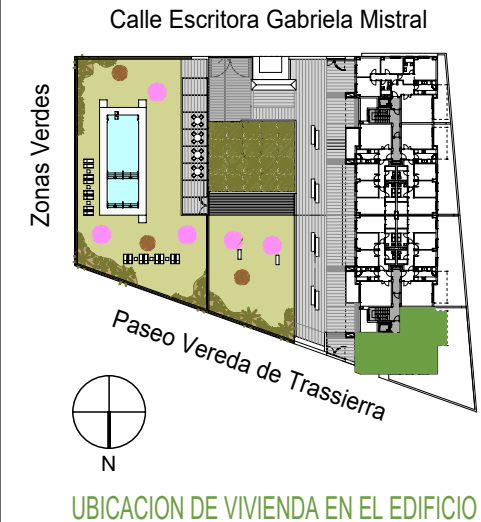 Calle Escritora Gabriela Mistral
Zonas Verdes
Paseo Vereda de Trassierra
N
UBICACION DE VIVIENDA EN EL EDIFICIO